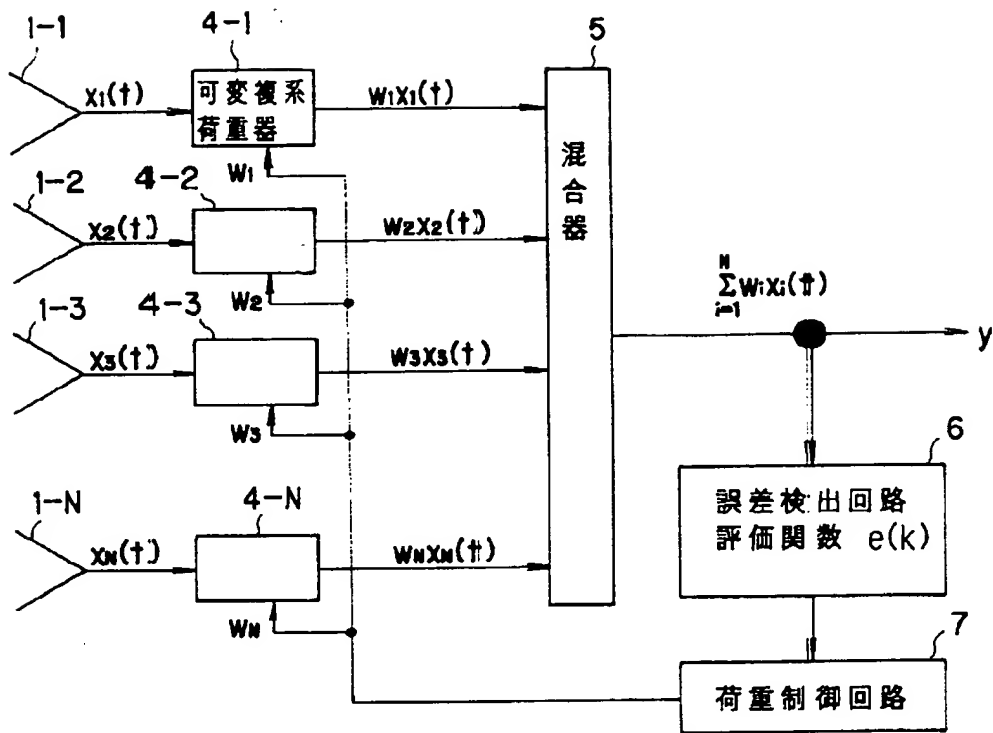 1-1
4-1
5
X1(t)
可変複系
荷重器
W1X1(t)
W1
混合器
1-2
4-2
X2(t)
W2X2(t)
W2
1-3
4-3
X3(t)
W3X3(t)
W3
N
Σ WiXi(t)
i=1
y
6
誤差検出回路
評価関数 e(k)
1-N
4-N
XN(t)
WNXN(t)
WN
7
荷重制御回路